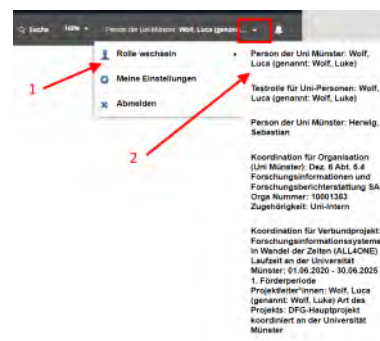 Suche Hilfe Person der Uni Münster: Wolf, Luca (genannt ...
Rolle wechseln
Meine Einstellungen
Abmelden
1
2
Person der Uni Münster: Wolf,
Luca (genannt: Wolf, Luke)
Testrolle für Uni-Personen: Wolf,
Luca (genannt: Wolf, Luke)
Person der Uni Münster: Herwig,
Sebastian
Koordination für Organisation
(Uni Münster): Dez. 6 Abt. 6.4
Forschungsinformationen und
Forschungsberichterstattung SA
Orga Nummer: 10001363
Zugehörigkeit: Uni-intern
Koordination für Verbundprojekt:
Forschungsinformationssysteme
in Wandel der Zeiten (ALL4ONE)
Laufzeit an der Universität
Münster: 01.06.2020 - 30.06.2025
1. Förderperiode
Projektleiter*innen: Wolf, Luca
(genannt: Wolf, Luke) Art des
Projekts: DFG-Hauptprojekt
koordiniert an der Universität
Münster